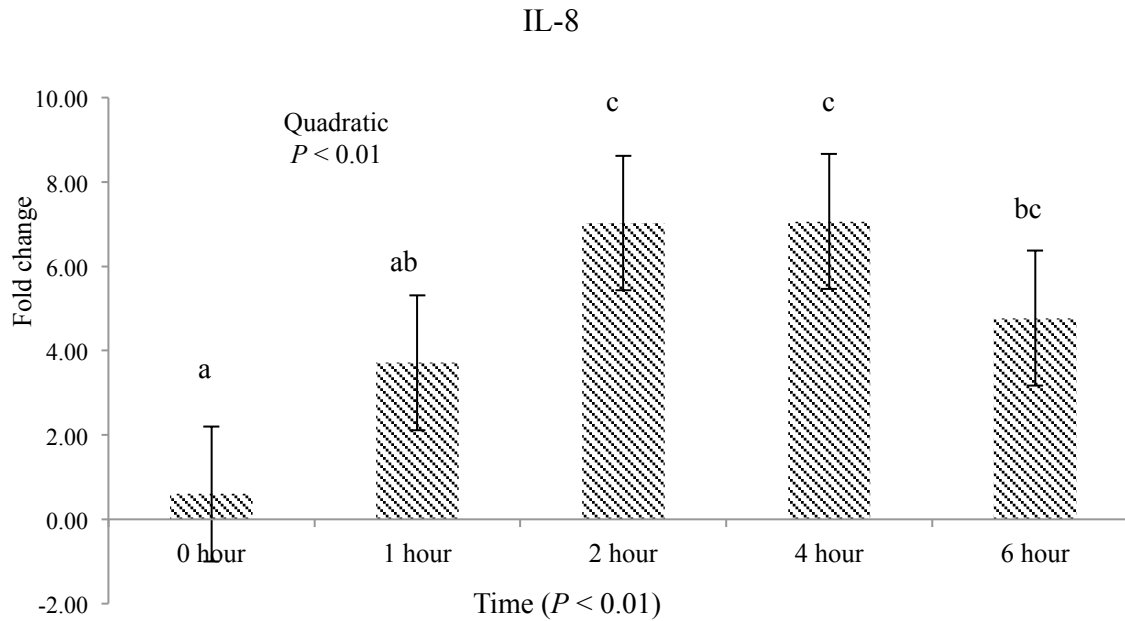 IL-8
10.00
8.00
6.00
4.00
2.00
0.00
-2.00
Fold change
Quadratic
P < 0.01
a
ab
c
c
bc
0 hour
1 hour
2 hour
4 hour
6 hour
Time (P < 0.01)